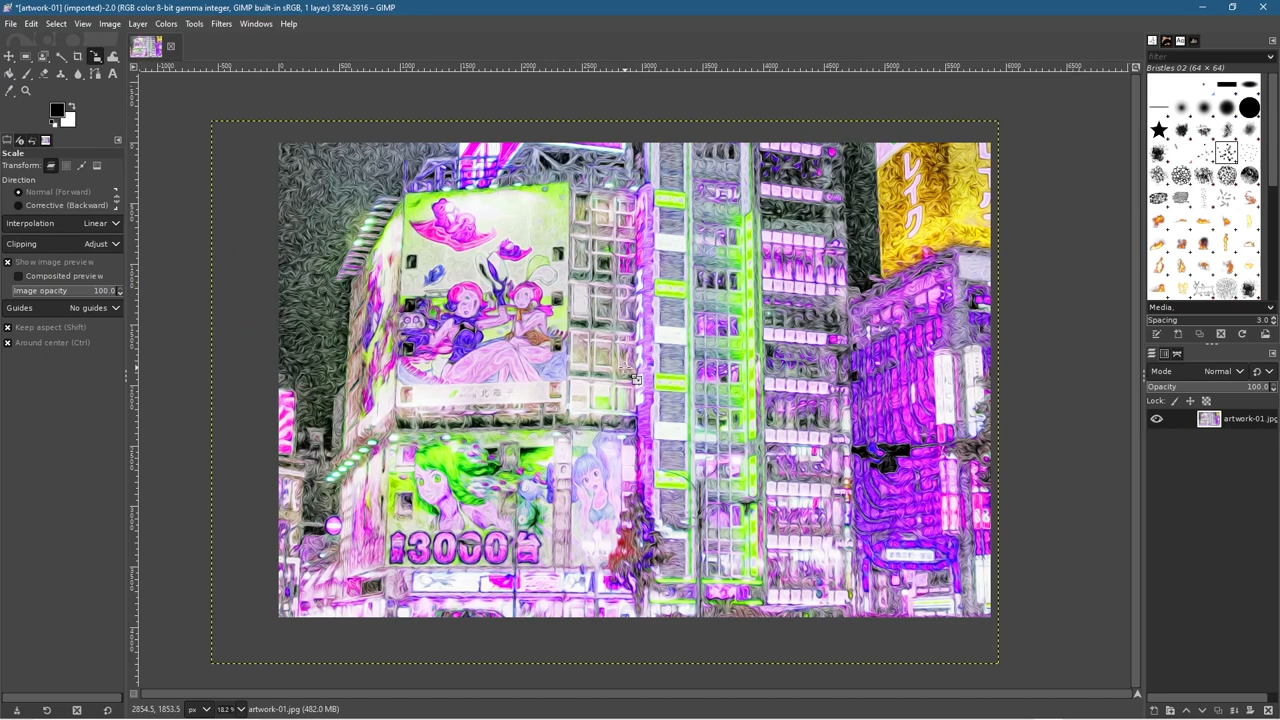 *[artwork-01] (imported)-2.0 (RGB color 8-bit gamma integer, GIMP built-in sRGB, 1 layer) 5874x3916 – GIMP
File Edit Select View Image Layer Colors Tools Filters Windows Help
filter
Bristles 02 (64 × 64)
Scale
Transform:
Direction
Normal (Forward)
Corrective (Backward)
Interpolation Linear
Clipping Adjust
Show image preview
Composited preview
Image opacity 100.0
Guides No guides
Keep aspect (Shift)
Around center (Ctrl)
レイク
3000
Media,
Spacing 3.0
Mode Normal
Opacity 100.0
Lock:
artwork-01.jpg
2854.5, 1853.5 px 18.2 artwork-01.jpg (482.0 MB)